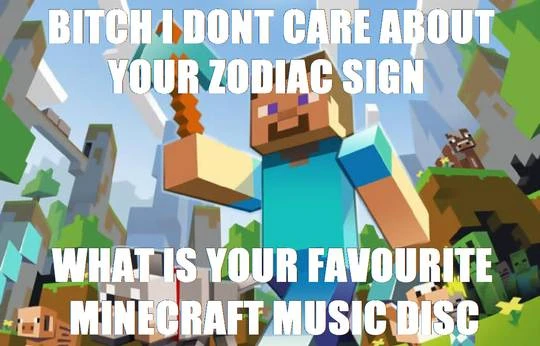 BITCH I DONT CARE ABOUT
YOUR ZODIAC SIGN
WHAT IS YOUR FAVOURITE
MINECRAFT MUSIC DISC